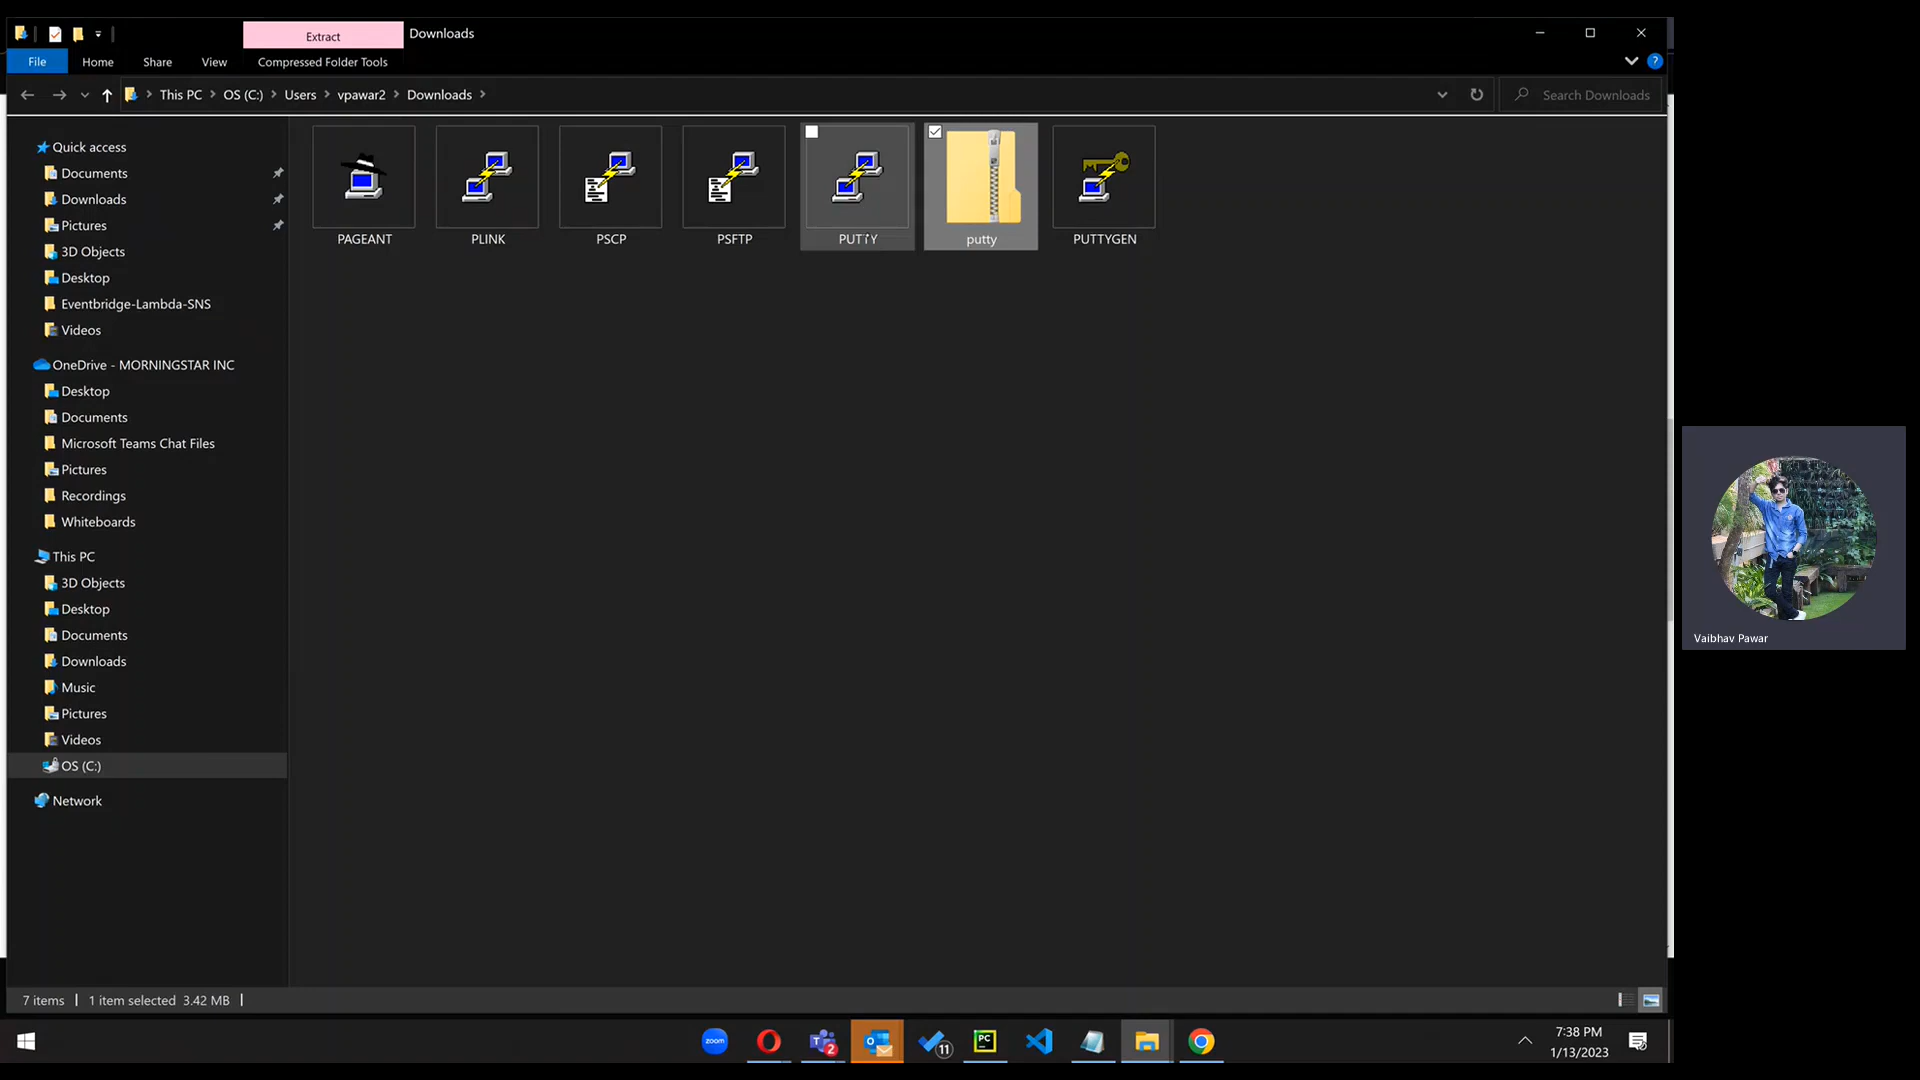 Extract
Downloads
File
Home
Share
View
Compressed Folder Tools
?
This PC
OS (C:)
Users
vpawar2
Downloads
Search Downloads
Quick access
Documents
Downloads
Pictures
3D Objects
Desktop
Eventbridge-Lambda-SNS
Videos
OneDrive - MORNINGSTAR INC
Desktop
Documents
Microsoft Teams Chat Files
Pictures
Recordings
Whiteboards
This PC
3D Objects
Desktop
Documents
Downloads
Music
Pictures
Videos
OS (C:)
Network
PAGEANT
PLINK
PSCP
PSFTP
PUTTY
putty
PUTTYGEN
Vaibhav Pawar
7 items
1 item selected 3.42 MB
zoom
T
2
11
PC
7:38 PM
1/13/2023